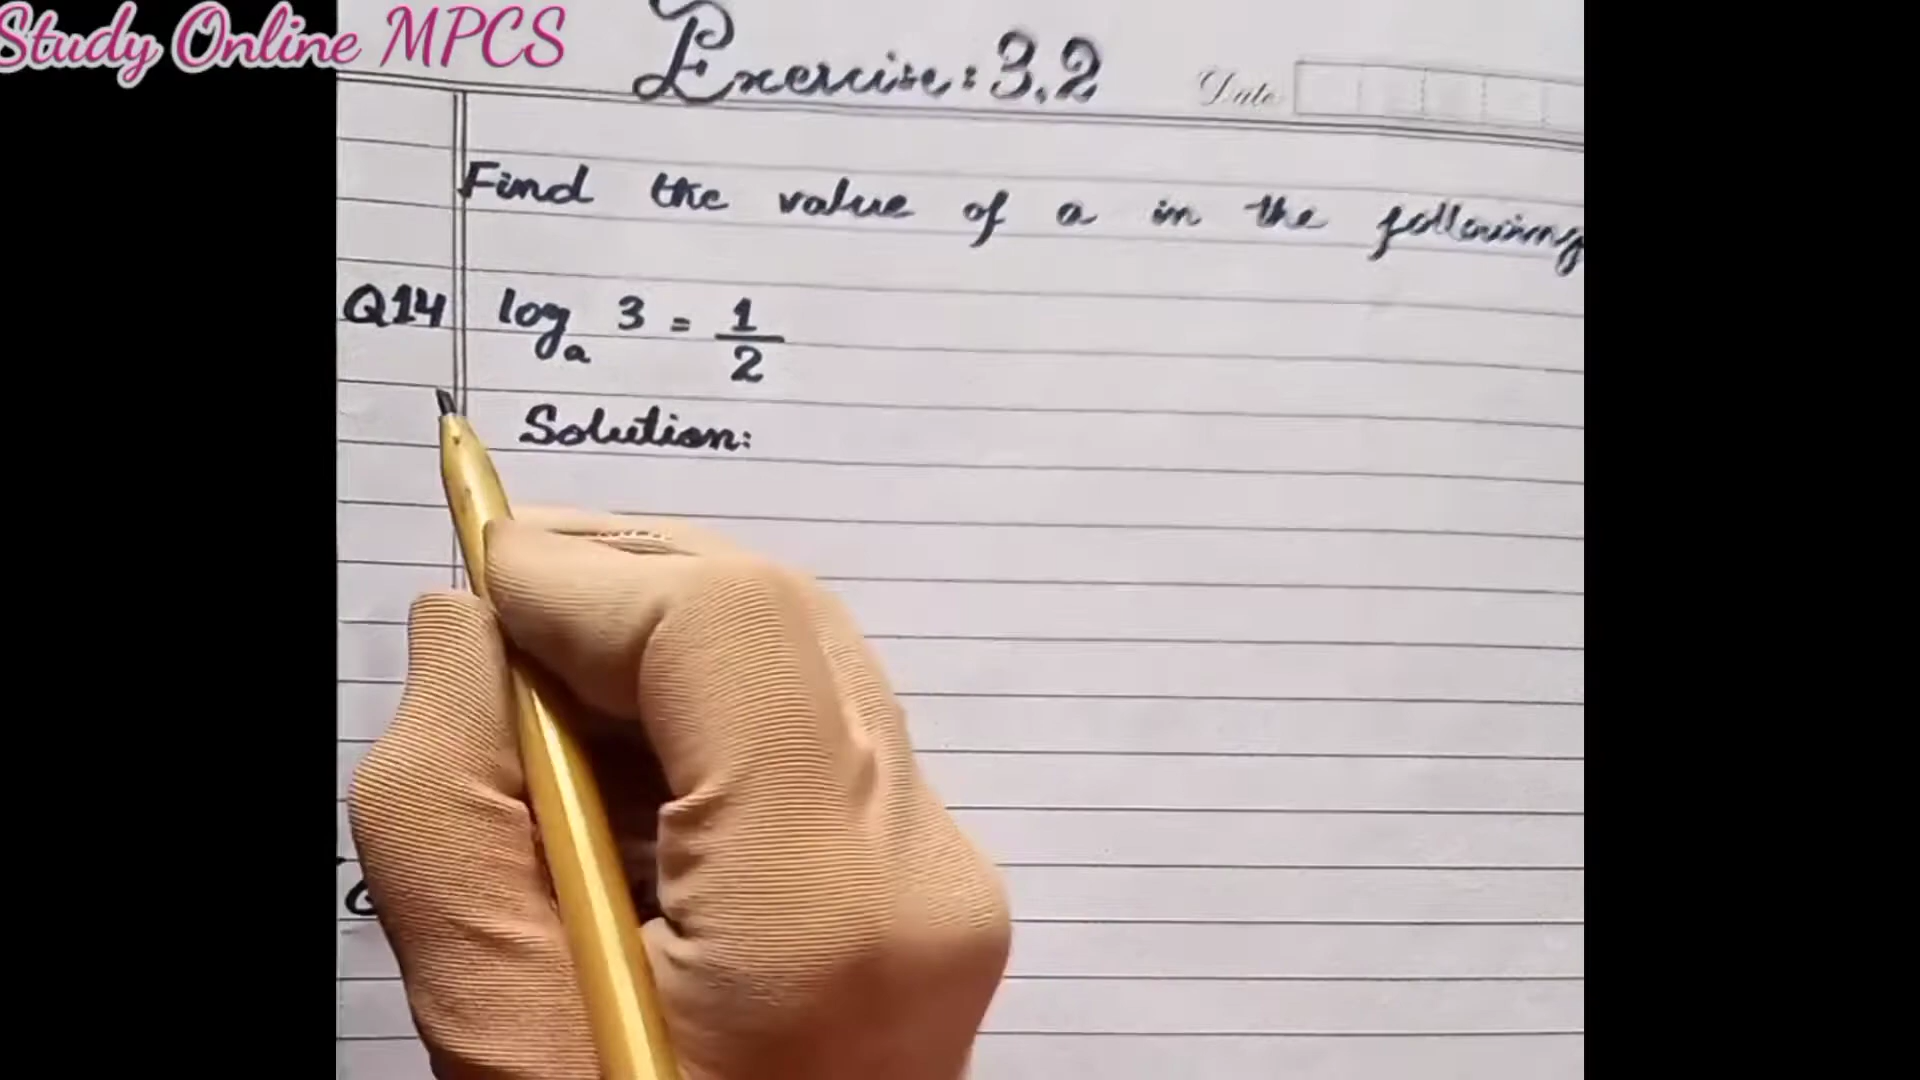 Study Online MPCS
Exercise: 3.2
Date
Find the value of a in the following
Q14 log_a 3 = 1/2
Solution: